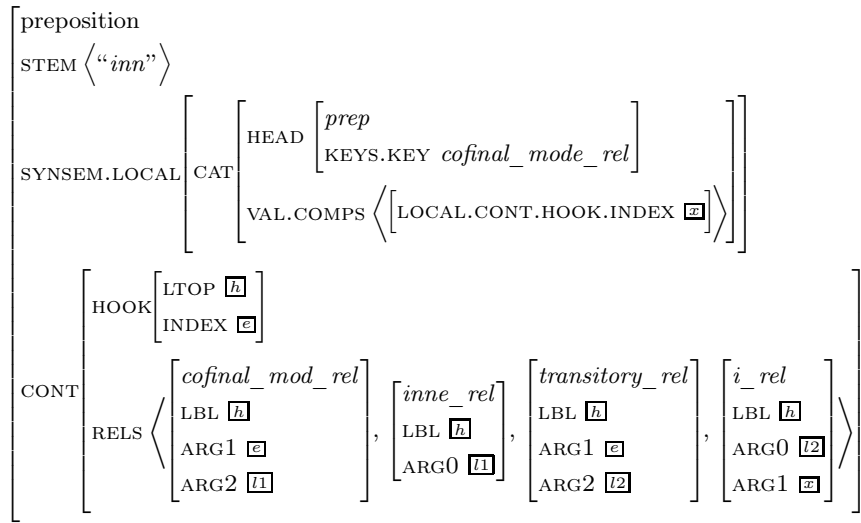 preposition
STEM ⟨“inn”⟩
SYNSEM.LOCAL
CAT
HEAD
prep
KEYS.KEY cofinal_mode_rel
VAL.COMPS ⟨[LOCAL.CONT.HOOK.INDEX x]⟩
CONT
HOOK
LTOP h
INDEX e
RELS
cofinal_mod_rel
LBL h
ARG1 e
ARG2 l1
,
inne_rel
LBL h
ARG0 l1
,
transitory_rel
LBL h
ARG1 e
ARG2 l2
,
i_rel
LBL h
ARG0 l2
ARG1 x